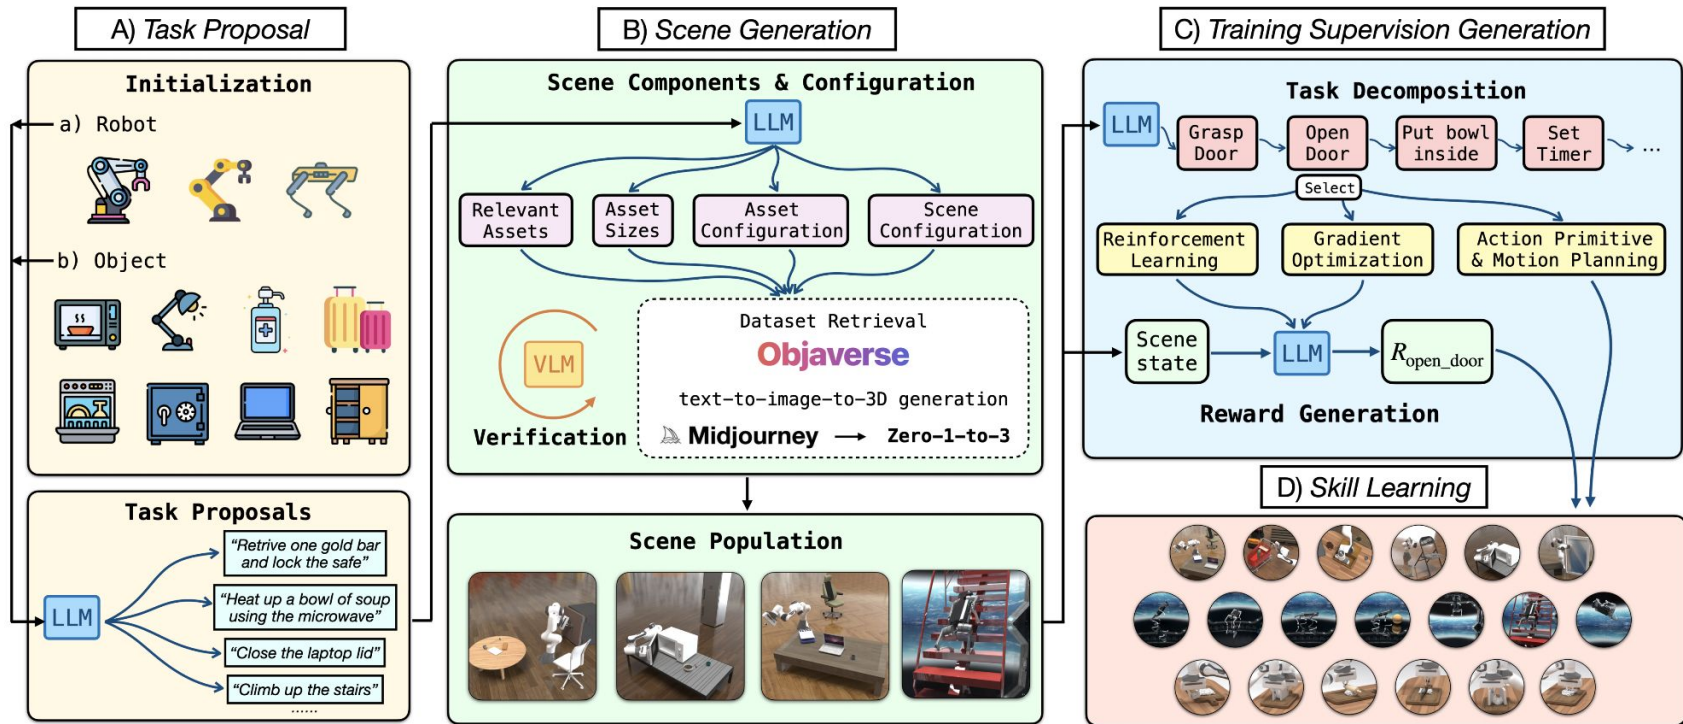 A) Task Proposal
Initialization
a) Robot
b) Object
Task Proposals
LLM
“Retrive one gold bar
and lock the safe”
“Heat up a bowl of soup
using the microwave”
“Close the laptop lid”
“Climb up the stairs”
......
B) Scene Generation
Scene Components & Configuration
LLM
Relevant
Assets
Asset
Sizes
Asset
Configuration
Scene
Configuration
VLM
Verification
Dataset Retrieval
Objaverse
text-to-image-to-3D generation
Midjourney
Zero-1-to-3
Scene Population
C) Training Supervision Generation
Task Decomposition
LLM
Grasp
Door
Open
Door
Put bowl
inside
Set
Timer
...
Select
Reinforcement
Learning
Gradient
Optimization
Action Primitive
& Motion Planning
Scene
state
LLM
R_open_door
Reward Generation
D) Skill Learning